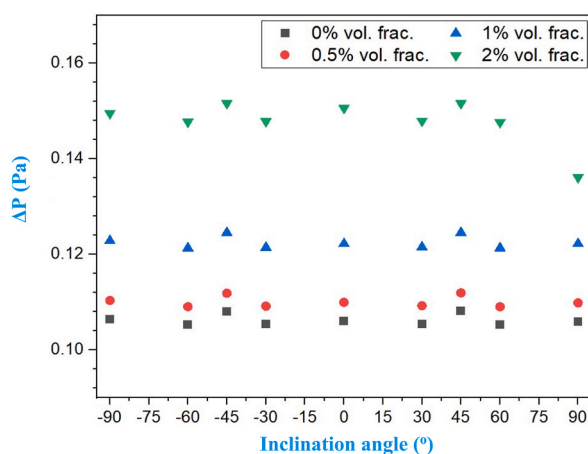 0% vol. frac. 1% vol. frac.
0.5% vol. frac. 2% vol. frac.
0.16
0.14
0.12
0.10
ΔP (Pa)
-90 -75 -60 -45 -30 -15 0 15 30 45 60 75 90
Inclination angle (º)